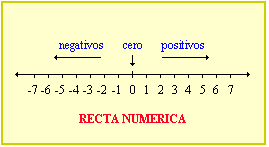 negativos cero positivos
-7 -6 -5 -4 -3 -2 -1 0 1 2 3 4 5 6 7
RECTA NUMERICA